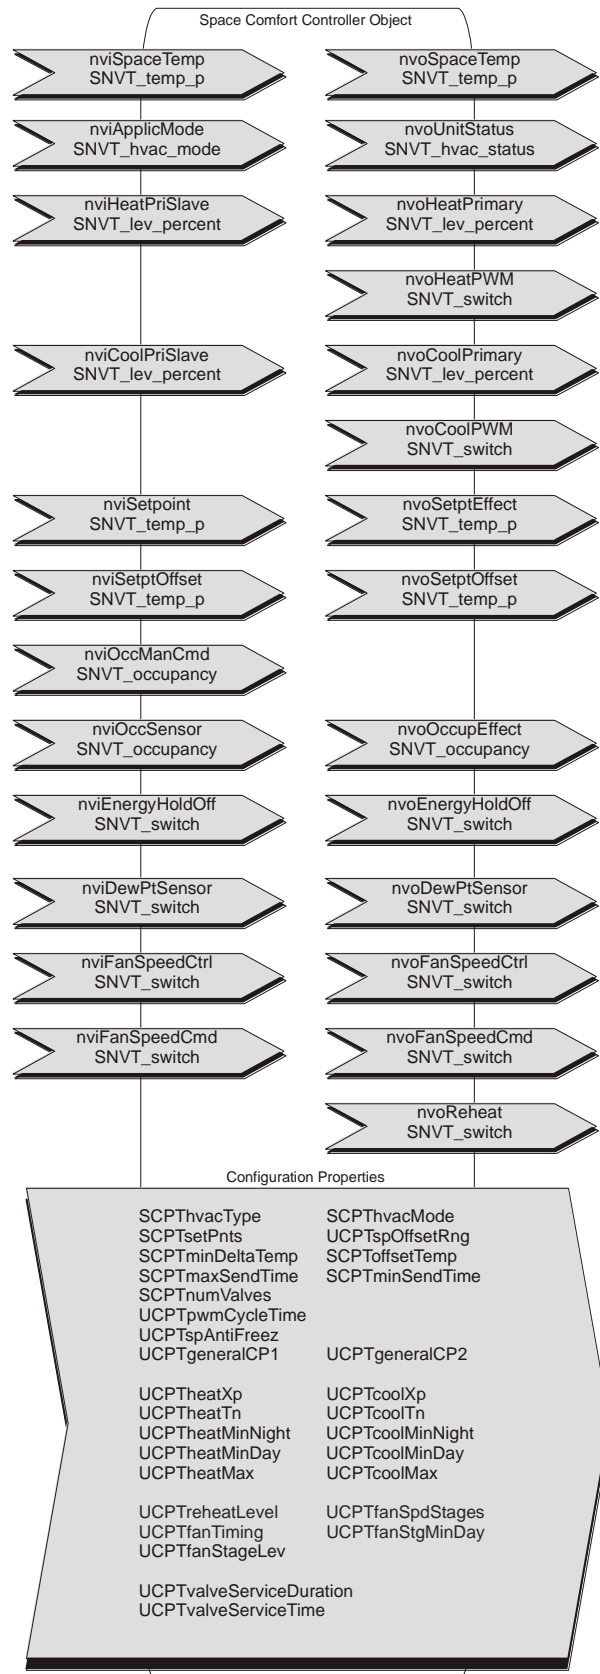 Space Comfort Controller Object
nviSpaceTemp
SNVT_temp_p
nvoSpaceTemp
SNVT_temp_p
nviApplicMode
SNVT_hvac_mode
nvoUnitStatus
SNVT_hvac_status
nviHeatPriSlave
SNVT_lev_percent
nvoHeatPrimary
SNVT_lev_percent
nvoHeatPWM
SNVT_switch
nviCoolPriSlave
SNVT_lev_percent
nvoCoolPrimary
SNVT_lev_percent
nvoCoolPWM
SNVT_switch
nviSetpoint
SNVT_temp_p
nvoSetptEffect
SNVT_temp_p
nviSetptOffset
SNVT_temp_p
nvoSetptOffset
SNVT_temp_p
nviOccManCmd
SNVT_occupancy
nviOccSensor
SNVT_occupancy
nvoOccupEffect
SNVT_occupancy
nviEnergyHoldOff
SNVT_switch
nvoEnergyHoldOff
SNVT_switch
nviDewPtSensor
SNVT_switch
nvoDewPtSensor
SNVT_switch
nviFanSpeedCtrl
SNVT_switch
nvoFanSpeedCtrl
SNVT_switch
nviFanSpeedCmd
SNVT_switch
nvoFanSpeedCmd
SNVT_switch
nvoReheat
SNVT_switch
Configuration Properties
SCPThvacType SCPThvacMode
SCPTsetPnts UCPTspOffsetRng
SCPTminDeltaTemp SCPToffsetTemp
SCPTmaxSendTime SCPTminSendTime
SCPTnumValves
UCPTpwmCycleTime
UCPTspAntiFreez
UCPTgeneralCP1 UCPTgeneralCP2
UCPTheatXp UCPTcoolXp
UCPTheatTn UCPTcoolTn
UCPTheatMinNight UCPTcoolMinNight
UCPTheatMinDay UCPTcoolMinDay
UCPTheatMax UCPTcoolMax
UCPTreheatLevel UCPTfanSpdStages
UCPTfanTiming UCPTfanStgMinDay
UCPTfanStageLev
UCPTvalveServiceDuration
UCPTvalveServiceTime